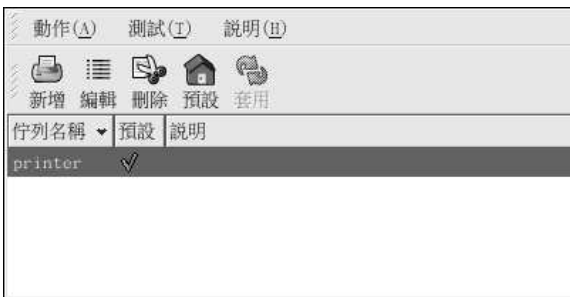 動作(A) 測試(T) 說明(H)
新增 編輯 刪除 預設 套用
佇列名稱 預設 說明
printer